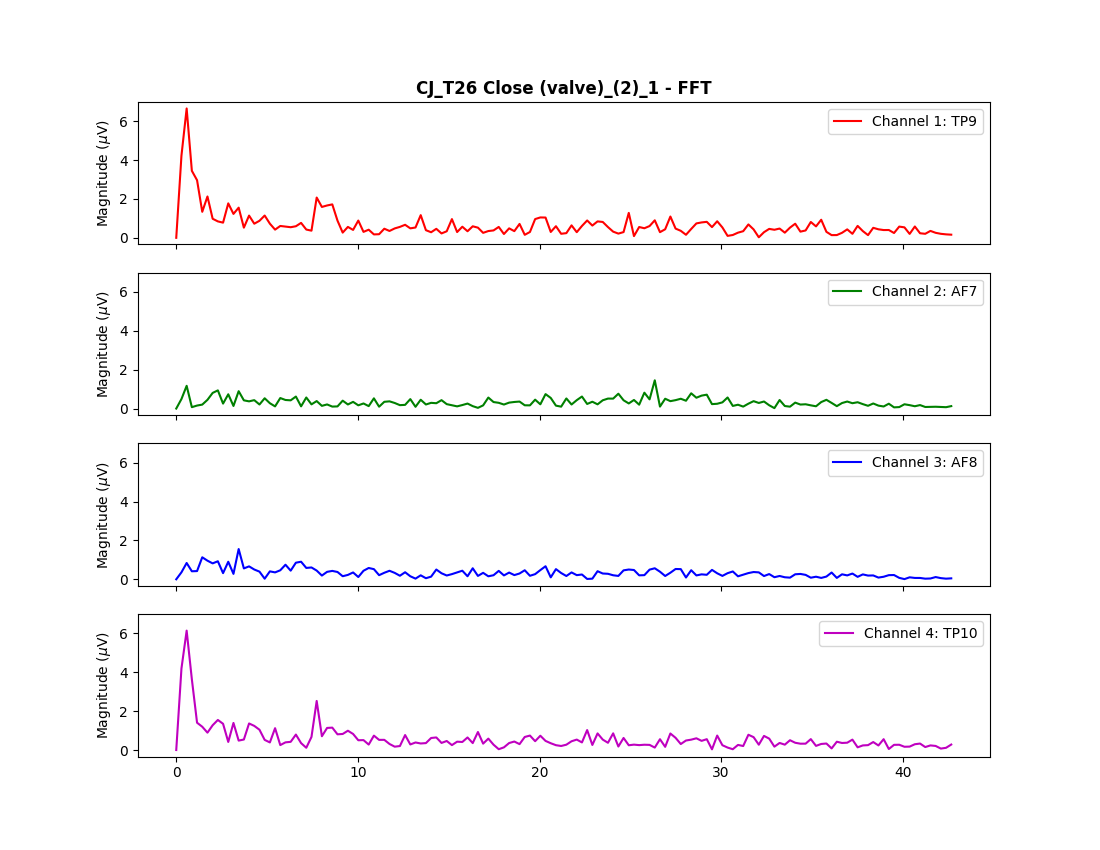 CJ_T26 Close (valve)_(2)_1 - FFT
Magnitude (μV)
6
4
2
0
Channel 1: TP9
Magnitude (μV)
6
4
2
0
Channel 2: AF7
Magnitude (μV)
6
4
2
0
Channel 3: AF8
Magnitude (μV)
6
4
2
0
Channel 4: TP10
0 10 20 30 40